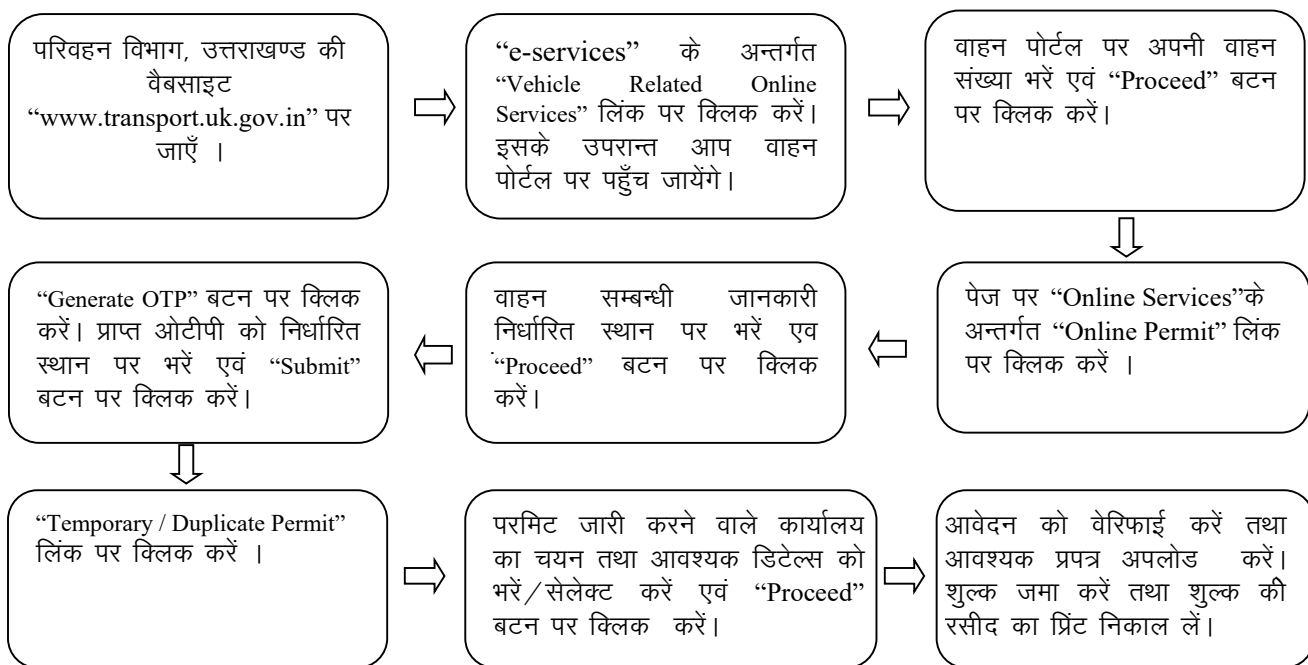 परिवहन विभाग, उत्तराखण्ड की
वैबसाइट
“www.transport.uk.gov.in” पर
जाएँ ।
“e-services” के अन्तर्गत
“Vehicle Related Online
Services” लिंक पर क्लिक करें।
इसके उपरान्त आप वाहन
पोर्टल पर पहुँच जायेंगे।
वाहन पोर्टल पर अपनी वाहन
संख्या भरें एवं “Proceed” बटन
पर क्लिक करें।
पेज पर “Online Services”के
अन्तर्गत “Online Permit” लिंक
पर क्लिक करें ।
वाहन सम्बन्धी जानकारी
निर्धारित स्थान पर भरें एव
“Proceed” बटन पर क्लिक
करें।
“Generate OTP” बटन पर क्लिक
करें। प्राप्त ओटीपी को निर्धारित
स्थान पर भरें एवं “Submit”
बटन पर क्लिक करें।
“Temporary / Duplicate Permit”
लिंक पर क्लिक करें ।
परमिट जारी करने वाले कार्यालय
का चयन तथा आवश्यक डिटेल्स को
भरें/सेलेक्ट करें एवं “Proceed”
बटन पर क्लिक करें।
आवेदन को वेरिफाई करें तथा
आवश्यक प्रपत्र अपलोड करें।
शुल्क जमा करें तथा शुल्क की
रसीद का प्रिंट निकाल लें।